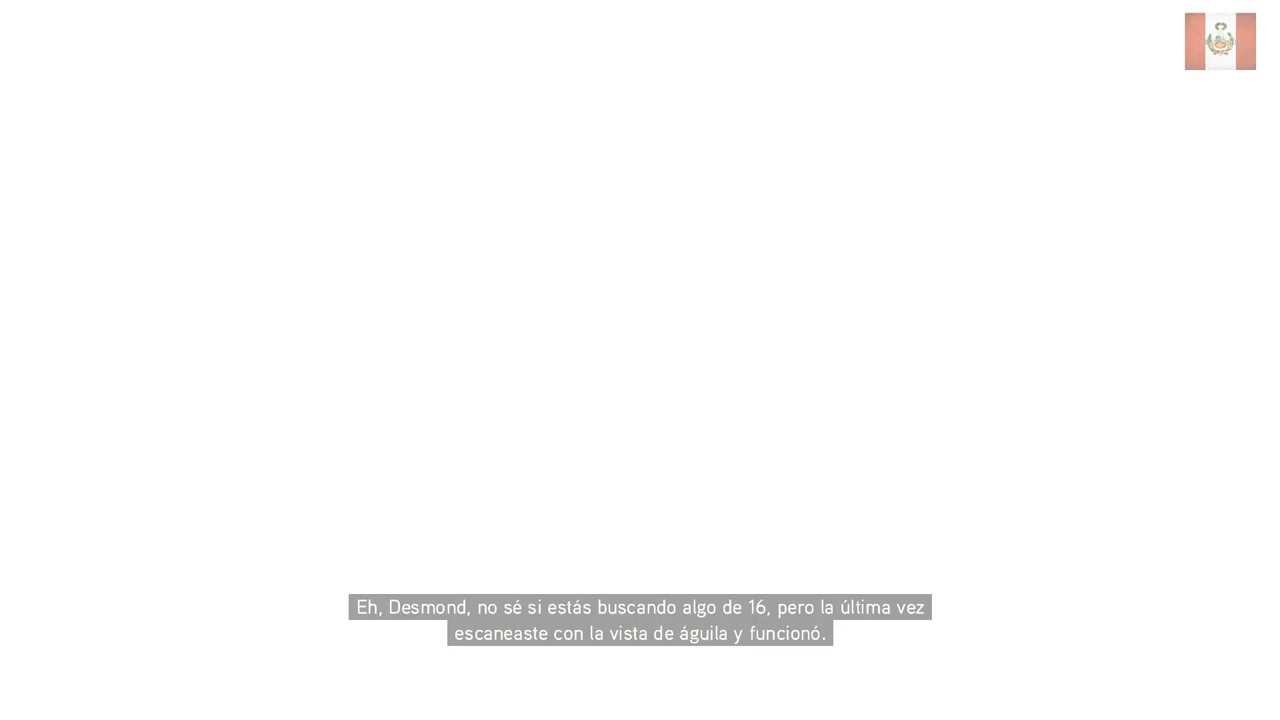 Eh, Desmond, no sé si estás buscando algo de 16, pero la última vez
escaneaste con la vista de águila y funcionó.